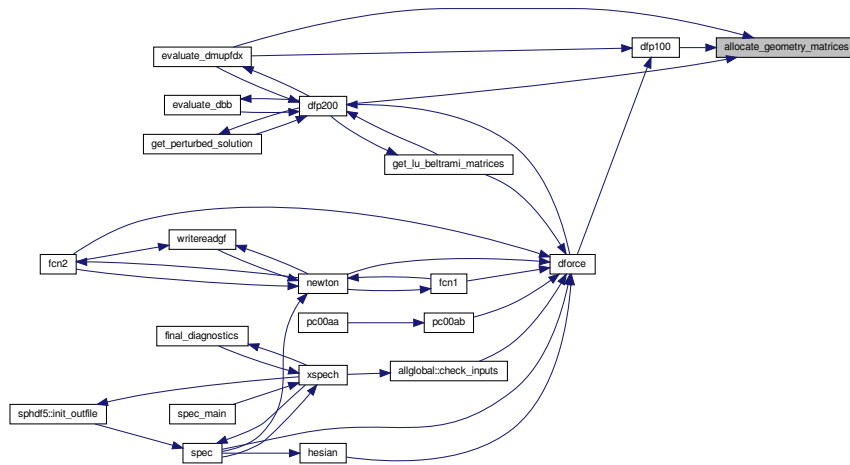 evaluate_dmupfdx
dfp100
allocate_geometry_matrices
evaluate_dbb
dfp200
get_perturbed_solution
get_lu_beltrami_matrices
writereadgf
fcn2
dforce
newton
fcn1
pc00aa
pc00ab
final_diagnostics
xspech
allglobal::check_inputs
sphdf5::init_outfile
spec_main
spec
hesian